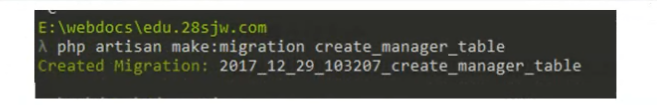 E:\webdocs\edu.28sjw.com
λ php artisan make:migration create_manager_table
Created Migration: 2017_12_29_103207_create_manager_table